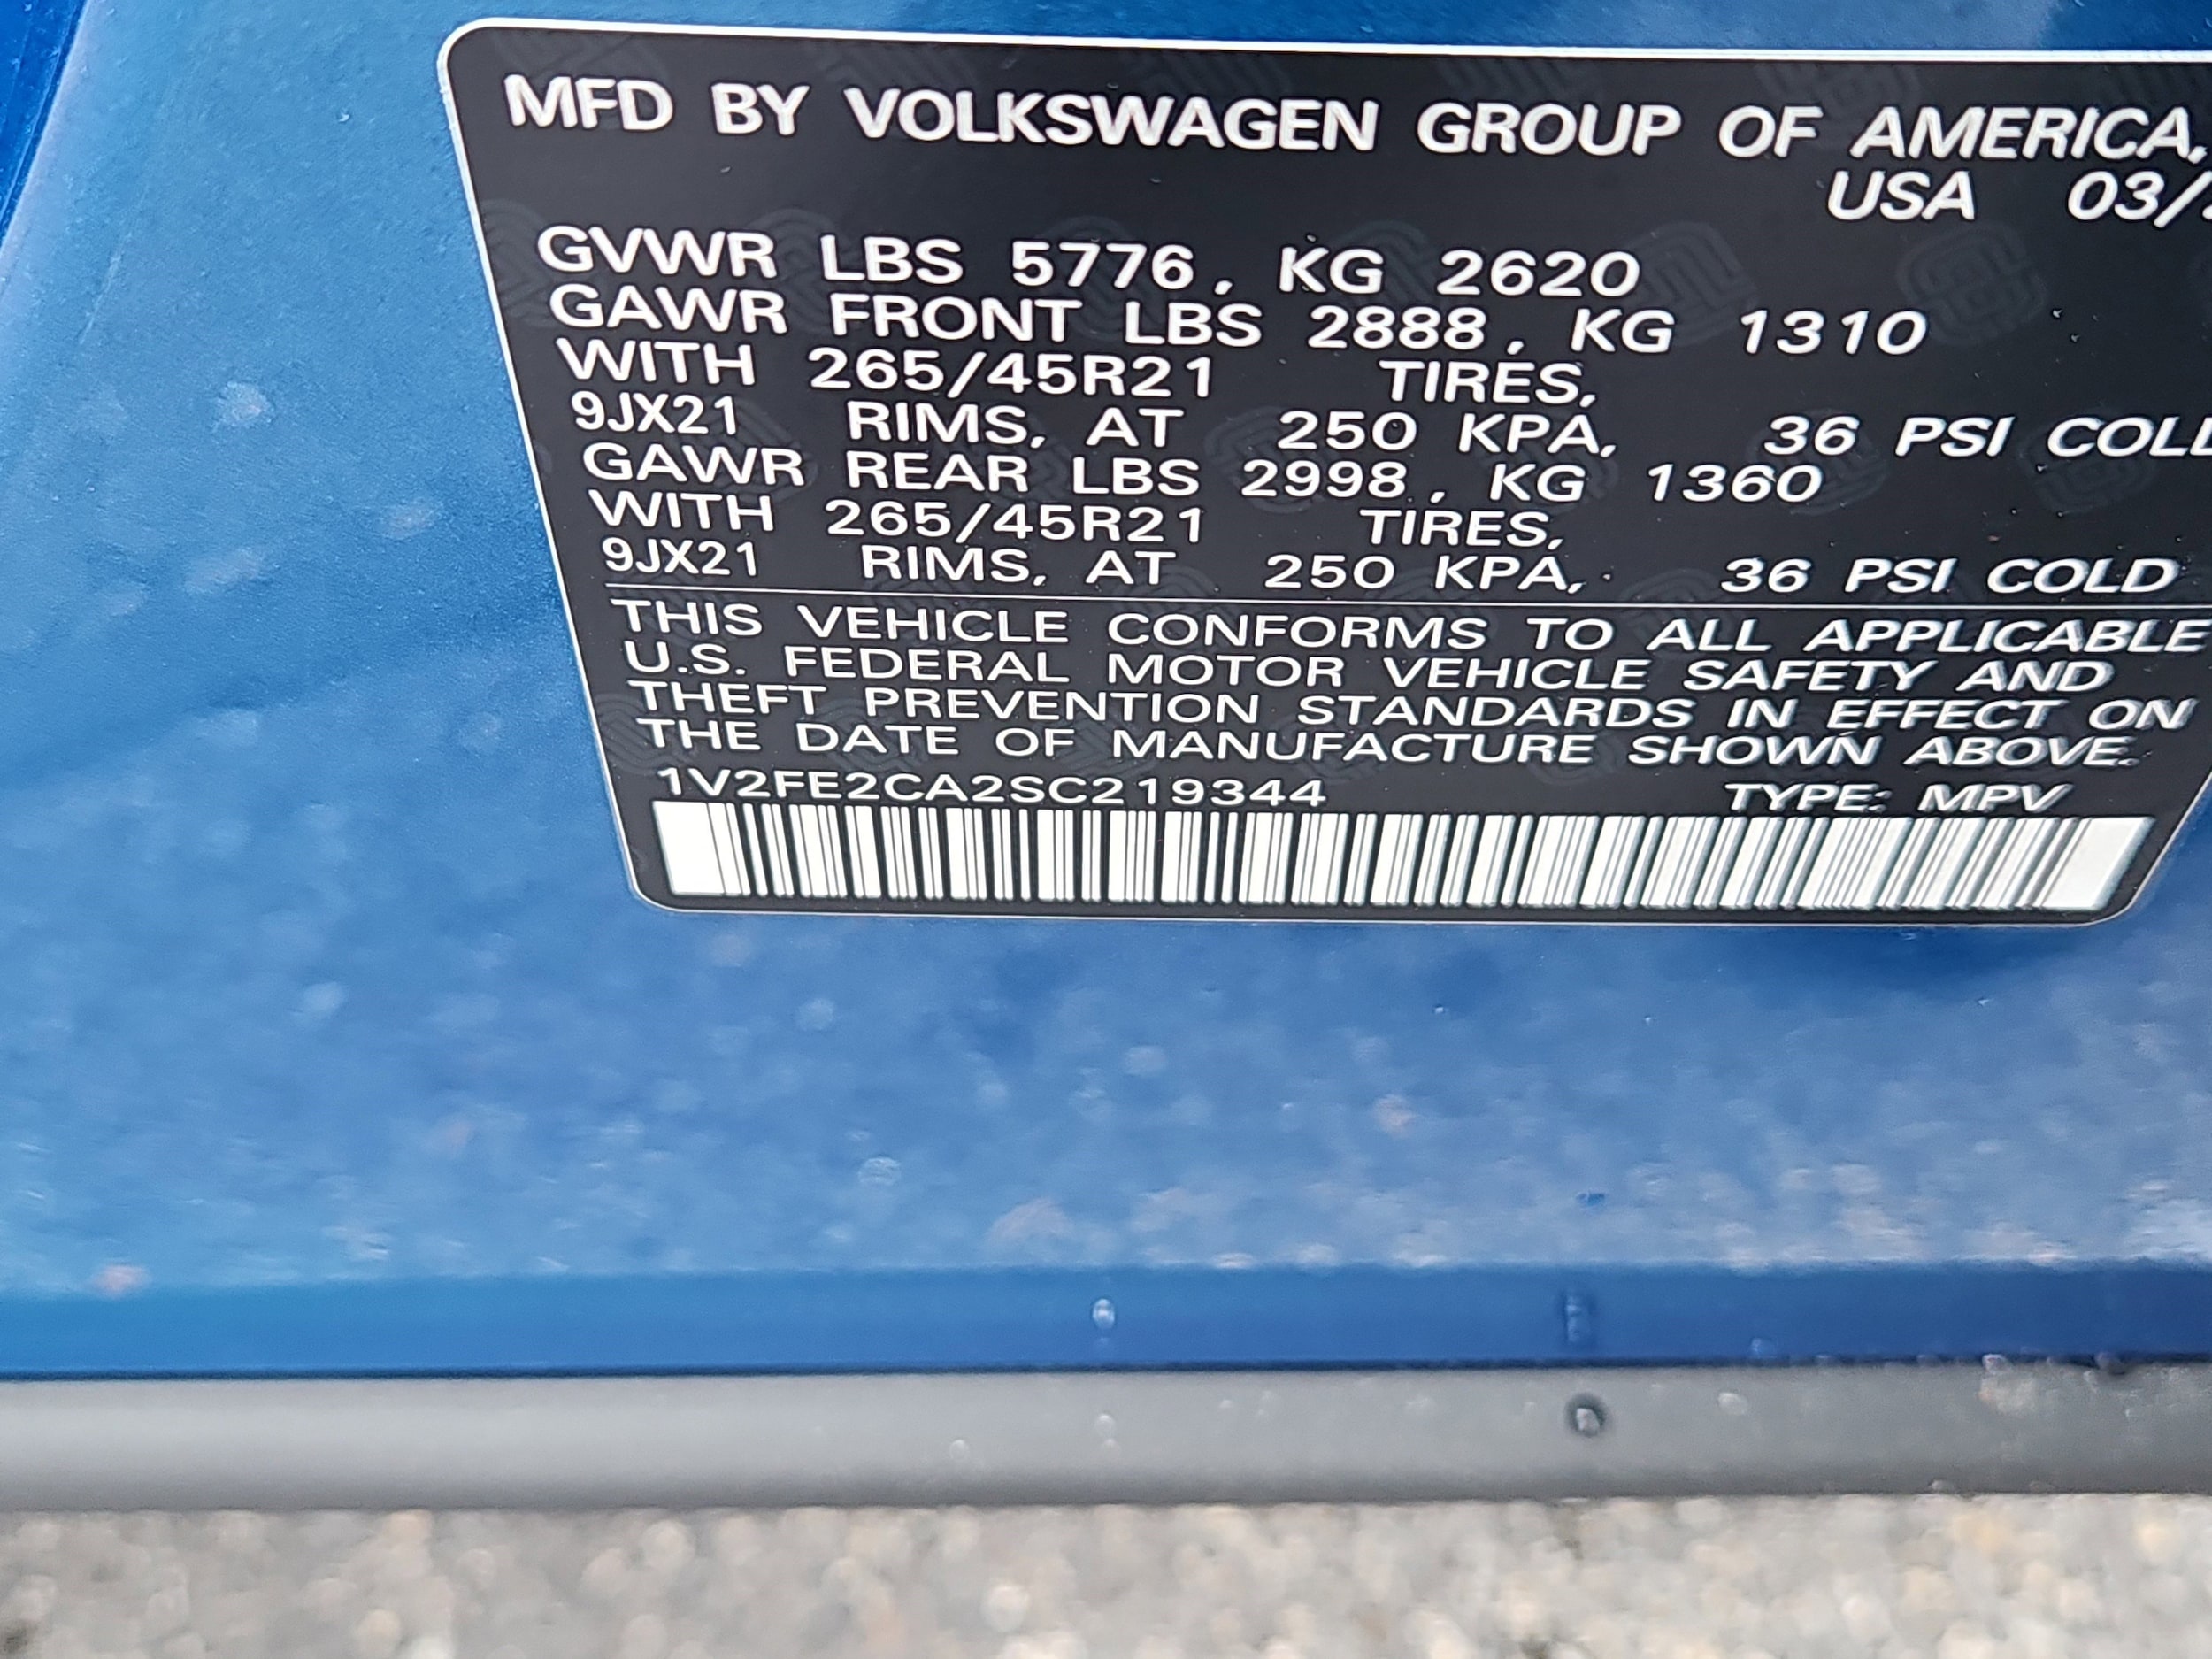 MFD BY VOLKSWAGEN GROUP OF AMERICA,
USA 03/
GVWR LBS 5776, KG 2620
GAWR FRONT LBS 2888, KG 1310
WITH 265/45R21 TIRES,
9JX21 RIMS, AT 250 KPA, 36 PSI COLD
GAWR REAR LBS 2998, KG 1360
WITH 265/45R21 TIRES,
9JX21 RIMS, AT 250 KPA, 36 PSI COLD
THIS VEHICLE CONFORMS TO ALL APPLICABLE
U.S. FEDERAL MOTOR VEHICLE SAFETY AND
THEFT PREVENTION STANDARDS IN EFFECT ON
THE DATE OF MANUFACTURE SHOWN ABOVE.
1V2FE2CA2SC219344 TYPE: MPV